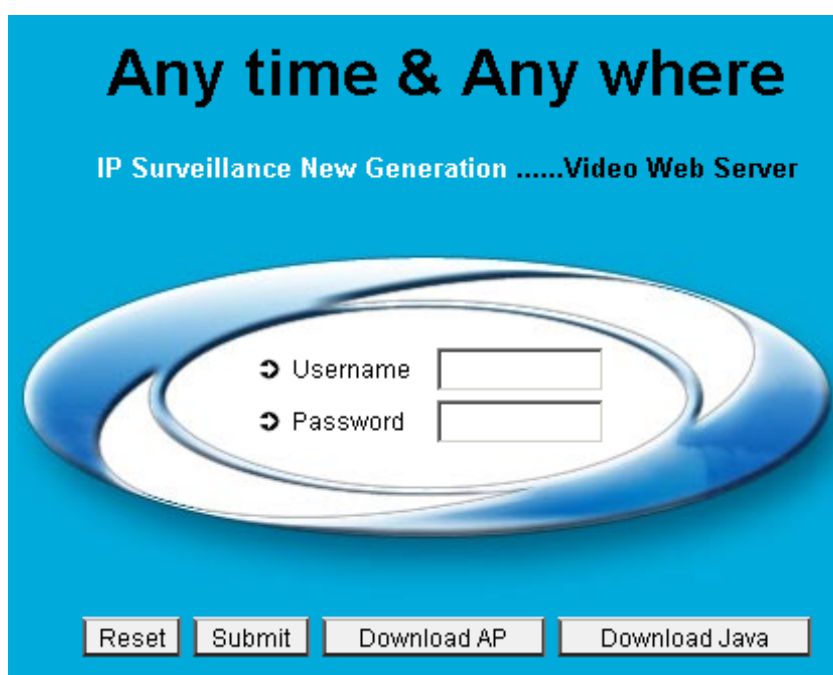 Any time & Any where
IP Surveillance New Generation ......Video Web Server
Username
Password
Reset Submit Download AP Download Java